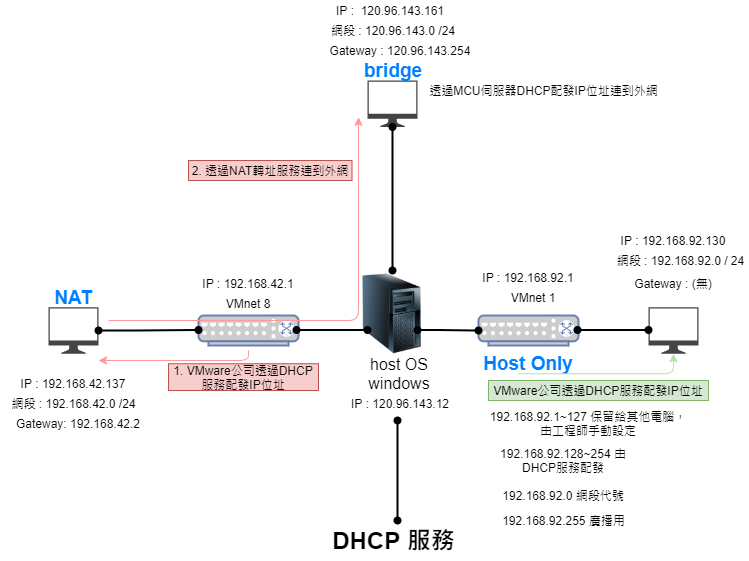 IP： 120.96.143.161
網段 : 120.96.143.0 /24
Gateway : 120.96.143.254
bridge
透過MCU伺服器DHCP配發IP位址連到外網
2. 透過NAT轉址服務連到外網
IP : 192.168.92.130
網段 : 192.168.92.0 / 24
Gateway : (無)
IP : 192.168.42.1
VMnet 8
IP : 192.168.92.1
VMnet 1
NAT
1. VMware公司透過DHCP
服務配發IP位址
IP : 192.168.42.137
網段 : 192.168.42.0 /24
Gateway: 192.168.42.2
host OS
windows
IP : 120.96.143.12
Host Only
VMware公司透過DHCP服務配發IP位址
192.168.92.1~127 保留給其他電腦，
由工程師手動設定
192.168.92.128~254 由
DHCP服務配發
192.168.92.0 網段代號
192.168.92.255 廣播用
DHCP 服務